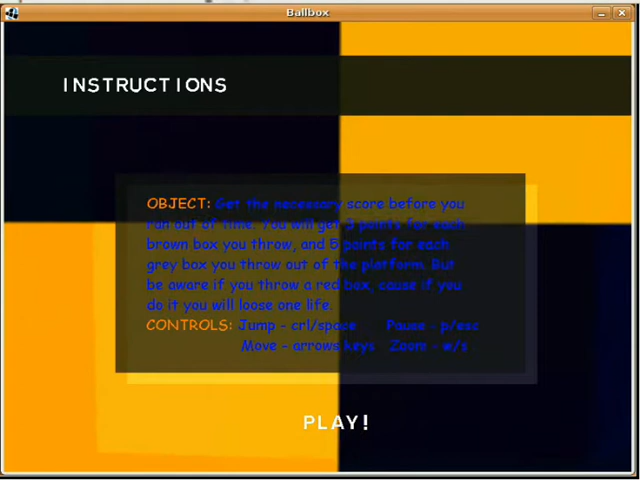 Ballbox
INSTRUCTIONS
OBJECT: Get the necessary score before you
run out of time. You will get 3 points for each
brown box you throw, and 5 points for each
grey box you throw out of the platform. But
be aware if you throw a red box, cause if you
do it you will loose one life.
CONTROLS: Jump - crl/space Pause - p/esc
Move - arrows keys Zoom - w/s
PLAY!